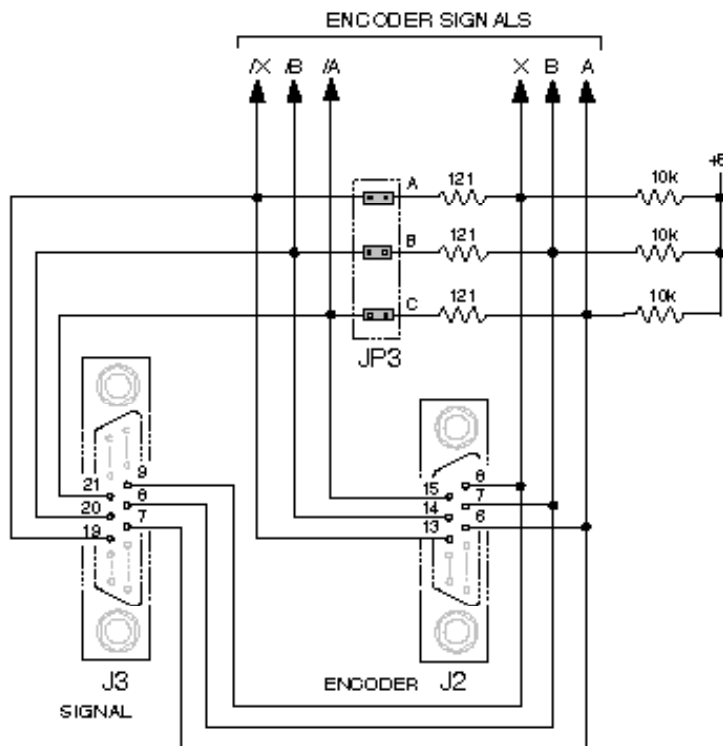 ENCODER SIGNALS
/X /B /A X B A
+5
A 121 10k
B 121 10k
C 121 10k
JP3
9
21 8
15 8
20 7
14 7
19
13 6
J3
ENCODER J2
SIGNAL